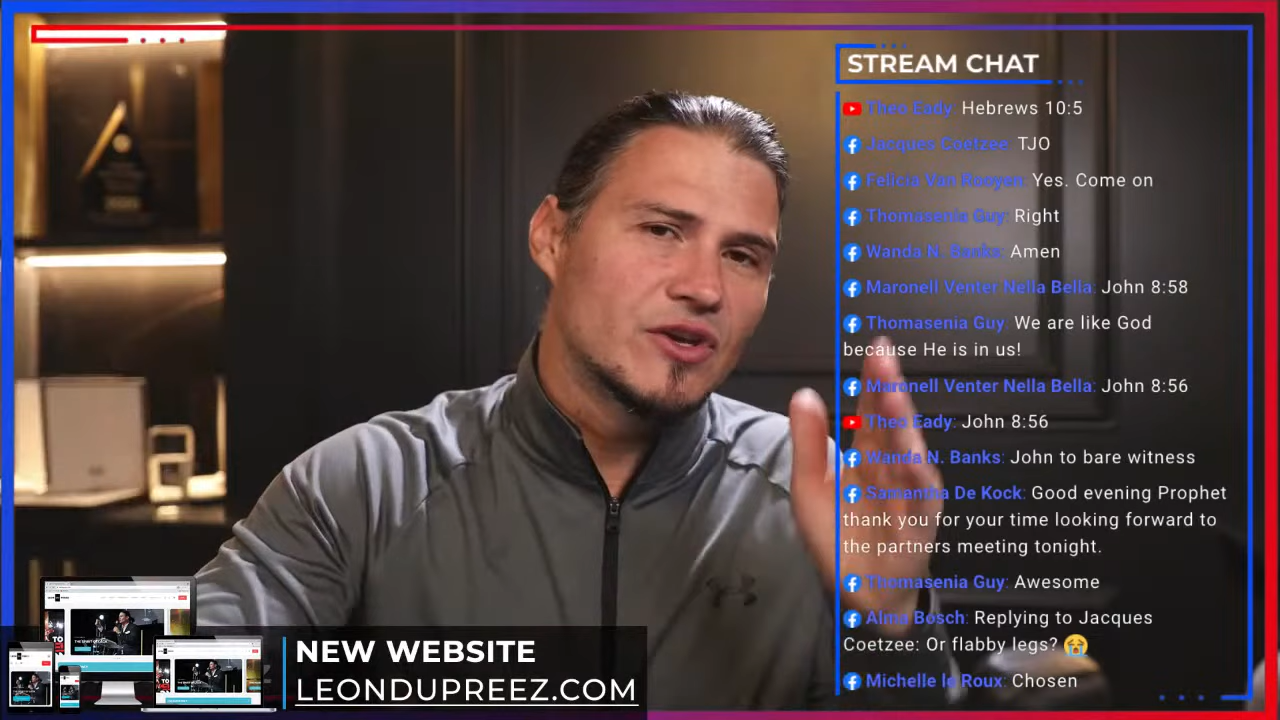 STREAM CHAT
Theo Eady: Hebrews 10:5
Jacques Coetzee: TJO
Felicia Van Rooyen: Yes. Come on
Thomasenia Guy: Right
Wanda N. Banks: Amen
Maronell Venter Nella Bella: John 8:58
Thomasenia Guy: We are like God
because He is in us!
Maronell Venter Nella Bella: John 8:56
Theo Eady: John 8:56
Wanda N. Banks: John to bare witness
Samantha De Kock: Good evening Prophet
thank you for your time looking forward to
the partners meeting tonight.
Thomasenia Guy: Awesome
Alma Bosch: Replying to Jacques
Coetzee: Or flabby legs? 😭
Michelle le Roux: Chosen
NEW WEBSITE
LEONDUPREEZ.COM